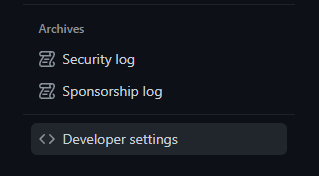 Archives
Security log
Sponsorship log
Developer settings